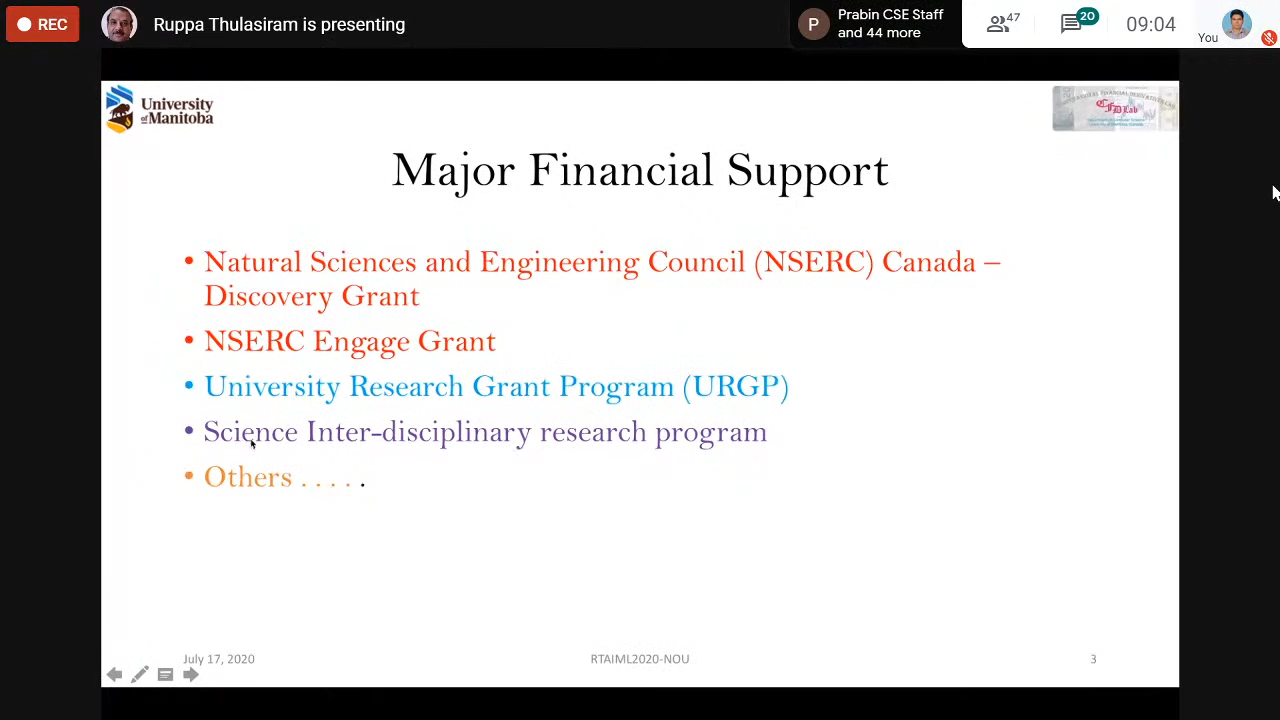 REC
Ruppa Thulasiram is presenting
P
Prabin CSE Staff
and 44 more
47
20
09:04
You
University
of Manitoba
CFD Lab
Major Financial Support
• Natural Sciences and Engineering Council (NSERC) Canada –
Discovery Grant
• NSERC Engage Grant
• University Research Grant Program (URGP)
• Science Inter-disciplinary research program
• Others . . . . .
July 17, 2020
RTAIML2020-NOU
3